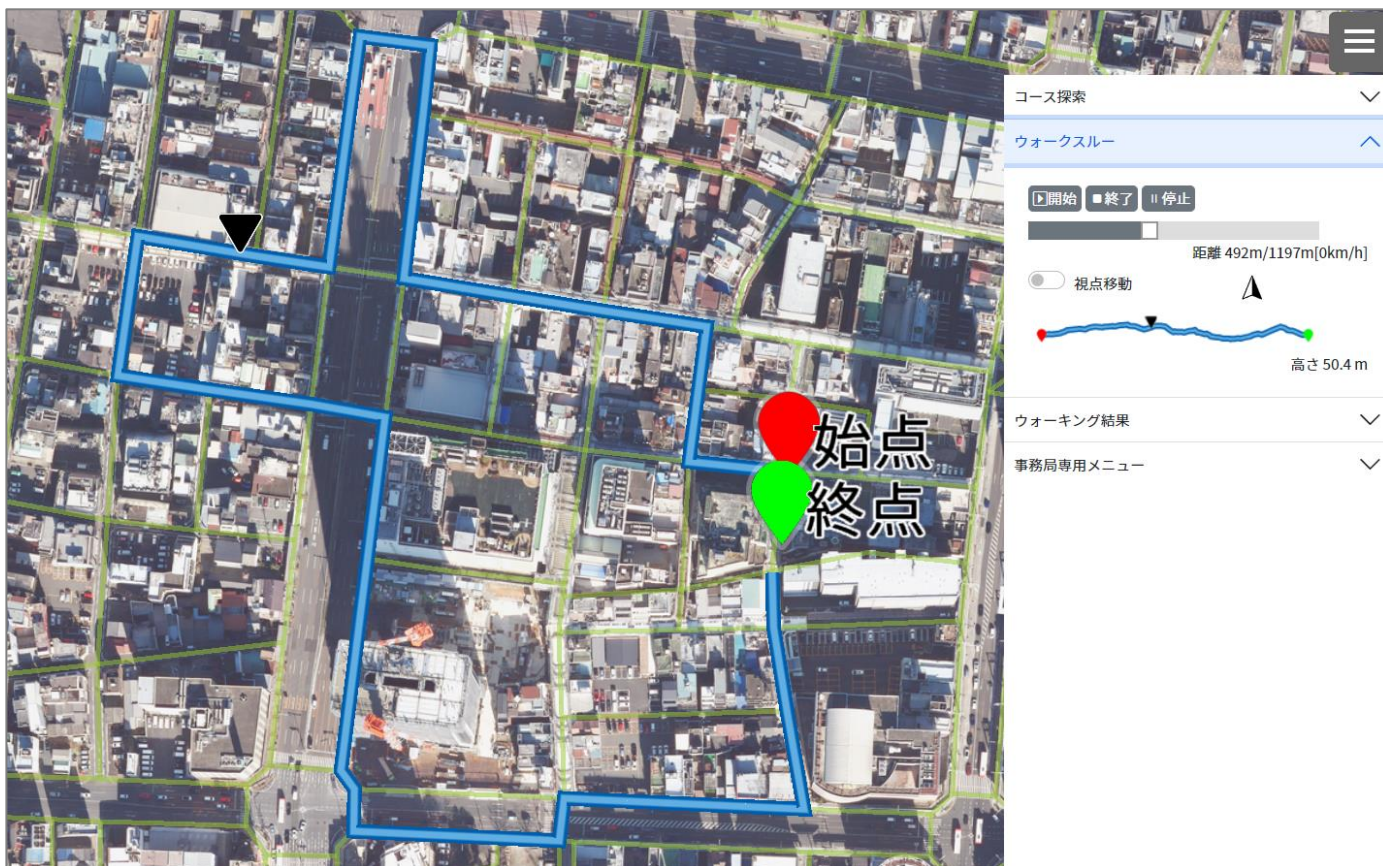 コース探索
ウォークスルー
開始 終了 停止
距離 492m/1197m[0km/h]
視点移動
高さ 50.4 m
ウォーキング結果
事務局専用メニュー
始点
終点